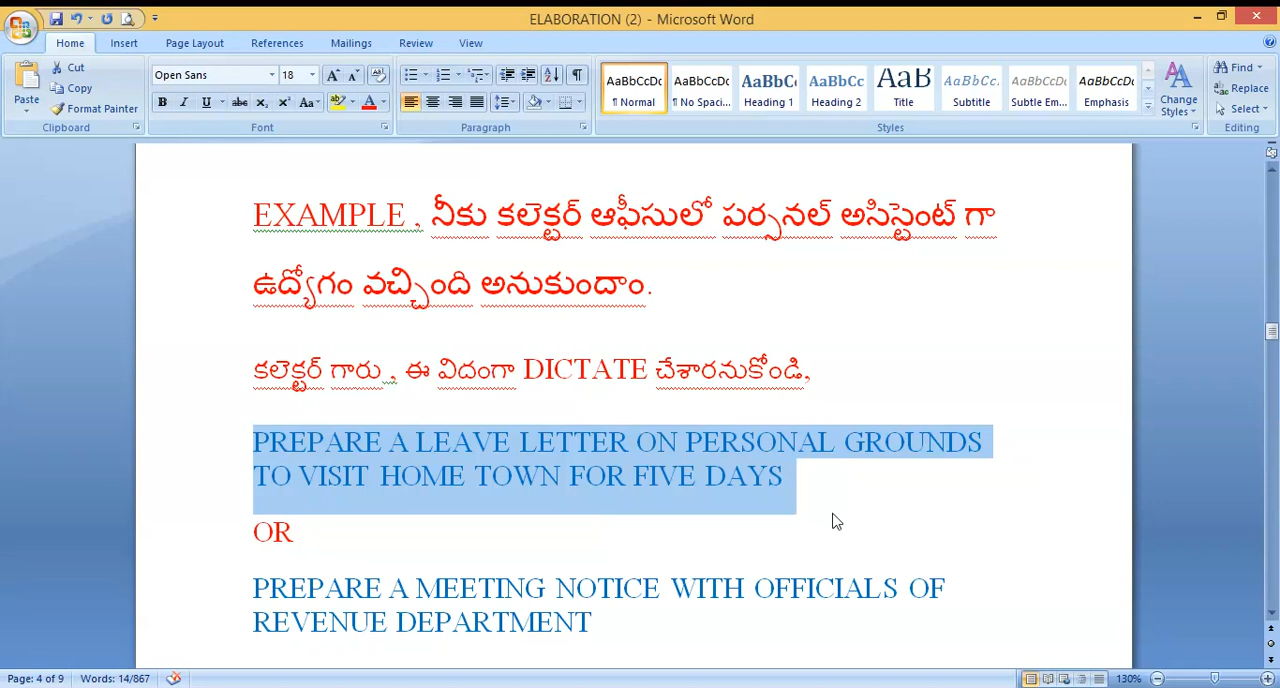 ELABORATION (2) - Microsoft Word
Home Insert Page Layout References Mailings Review View
Paste
Cut
Copy
Format Painter
Clipboard
Open Sans 18
Font
Paragraph
AaBbCcDc AaBbCcDc AaBbCc AaBbCc AaB AaBbCc. AaBbCcDc AaBbCcDc
¶ Normal ¶ No Spaci... Heading 1 Heading 2 Title Subtitle Subtle Em... Emphasis
Change
Styles
Styles
Find
Replace
Select
Editing
EXAMPLE , నీకు కలెక్టర్ ఆఫీసులో పర్సనల్ అసిస్టెంట్ గా
ఉద్యోగం వచ్చింది అనుకుందాం.
కలెక్టర్ గారు , ఈ విదంగా DICTATE చేశారనుకోండి,
PREPARE A LEAVE LETTER ON PERSONAL GROUNDS
TO VISIT HOME TOWN FOR FIVE DAYS
OR
PREPARE A MEETING NOTICE WITH OFFICIALS OF
REVENUE DEPARTMENT
Page: 4 of 9 Words: 14/867 130%